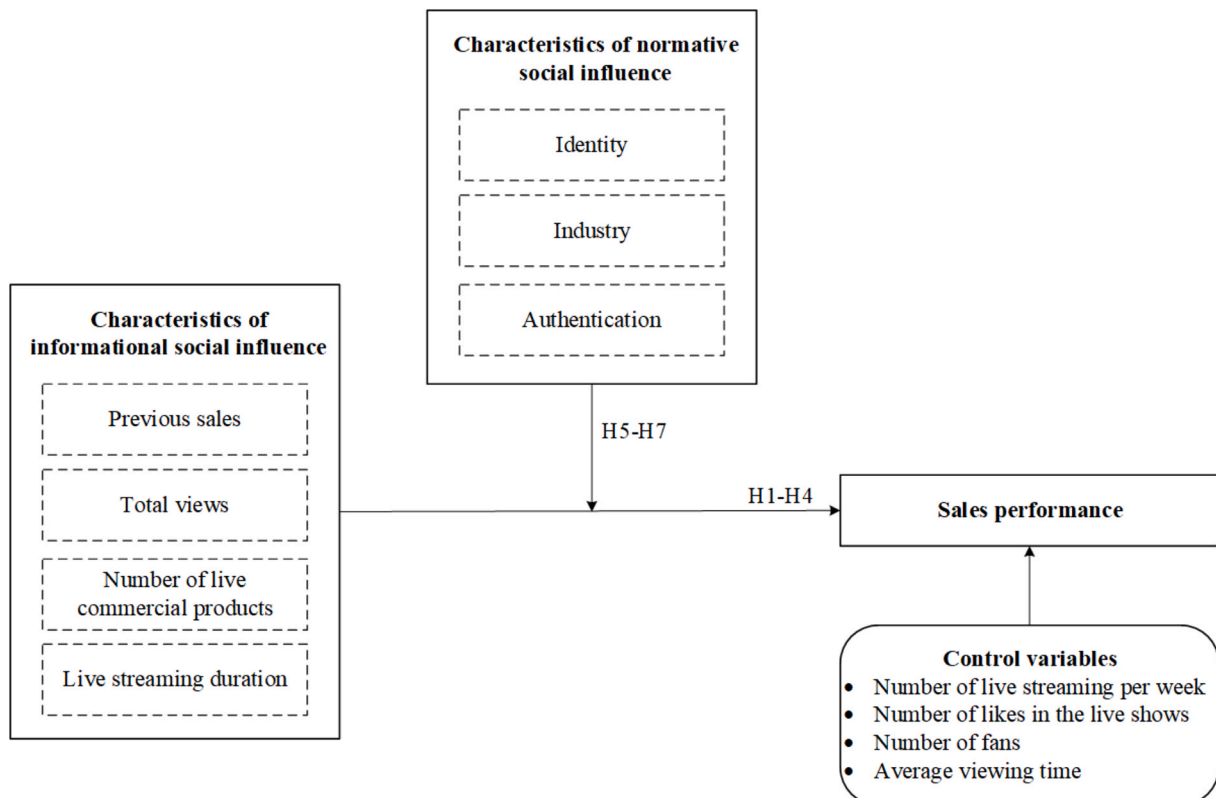 Characteristics of normative
social influence
Identity
Industry
Authentication
Characteristics of
informational social influence
Previous sales
Total views
Number of live
commercial products
Live streaming duration
H5-H7
H1-H4
Sales performance
Control variables
• Number of live streaming per week
• Number of likes in the live shows
• Number of fans
• Average viewing time